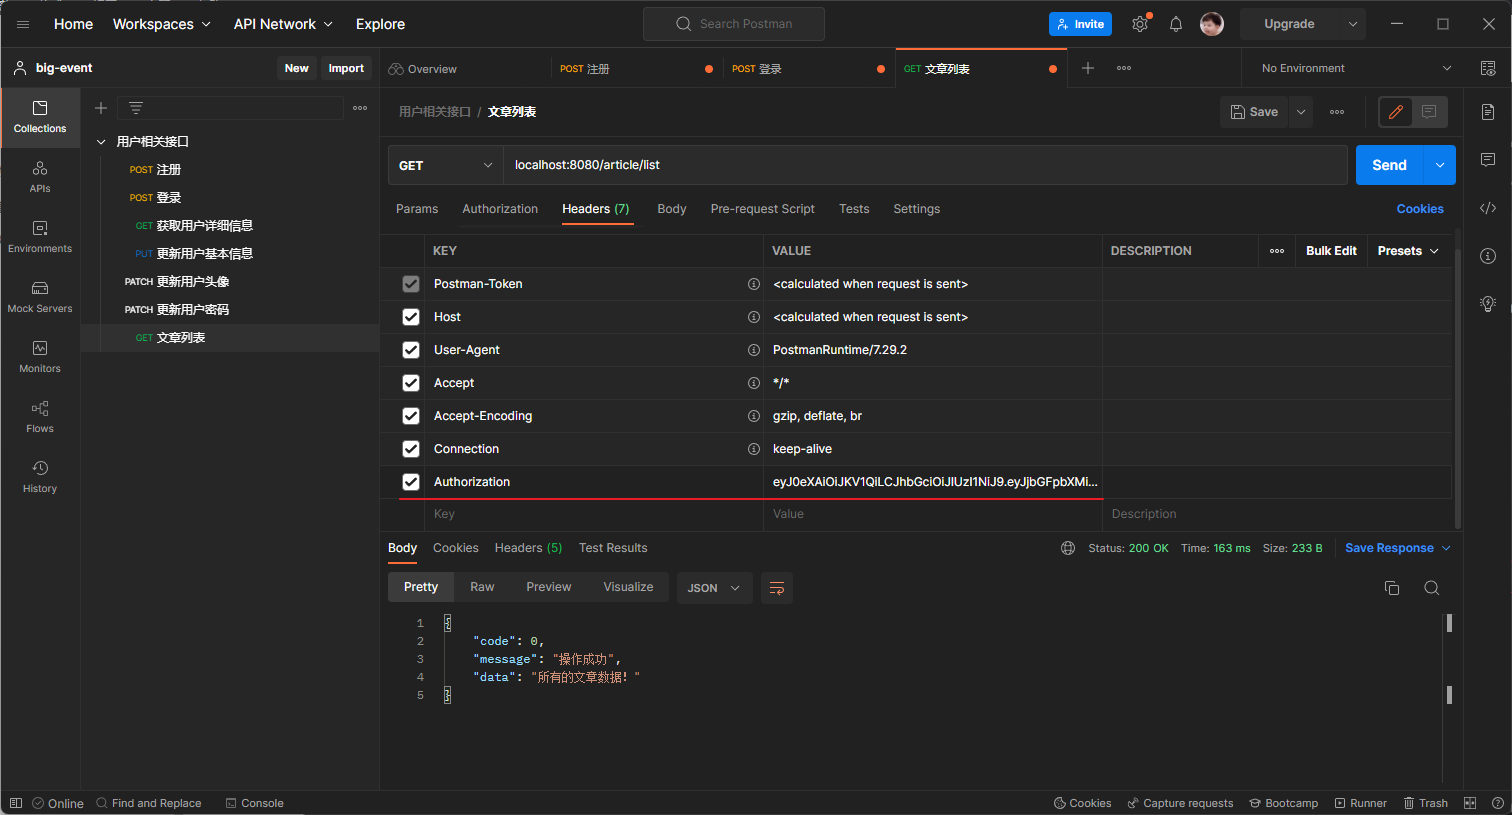 Home Workspaces API Network Explore Search Postman Invite Upgrade
big-event New Import Overview POST 注册 POST 登录 GET 文章列表 No Environment
Collections
APIs
Environments
Mock Servers
Monitors
Flows
History
用户相关接口
POST 注册
POST 登录
GET 获取用户详细信息
PUT 更新用户基本信息
PATCH 更新用户头像
PATCH 更新用户密码
GET 文章列表
用户相关接口 / 文章列表 Save
GET localhost:8080/article/list Send
Params Authorization Headers (7) Body Pre-request Script Tests Settings Cookies
KEY VALUE DESCRIPTION Bulk Edit Presets
Postman-Token <calculated when request is sent>
Host <calculated when request is sent>
User-Agent PostmanRuntime/7.29.2
Accept */*
Accept-Encoding gzip, deflate, br
Connection keep-alive
Authorization eyJ0eXAiOiJKV1QiLCJhbGciOiJIUzI1NiJ9.eyJjbGFpbXMi...
Key Value Description
Body Cookies Headers (5) Test Results Status: 200 OK Time: 163 ms Size: 233 B Save Response
Pretty Raw Preview Visualize JSON
1 {
2 "code": 0,
3 "message": "操作成功",
4 "data": "所有的文章数据! "
5 }
Online Find and Replace Console Cookies Capture requests Bootcamp Runner Trash